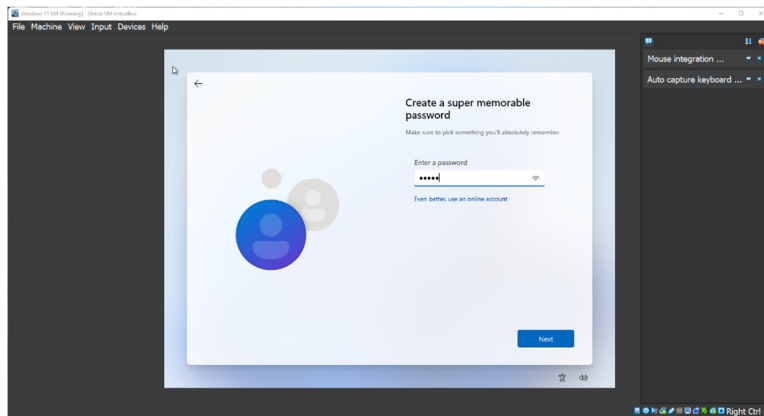 Windows 11 VM [Running] - Oracle VM VirtualBox
File Machine View Input Devices Help
Mouse integration ...
Auto capture keyboard ...
Create a super memorable
password
Make sure to pick something you'll absolutely remember.
Enter a password
•••••
Even better, use an online account
Next
Right Ctrl